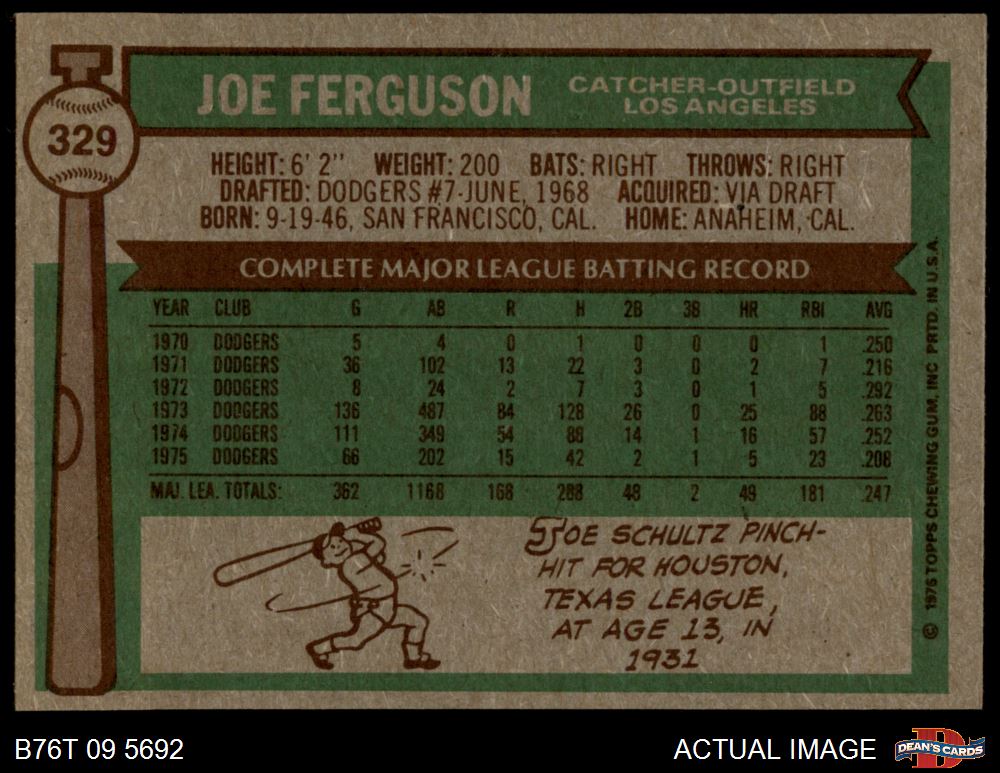 329
JOE FERGUSON
CATCHER-OUTFIELD
LOS ANGELES
HEIGHT: 6' 2" WEIGHT: 200 BATS: RIGHT THROWS: RIGHT
DRAFTED: DODGERS #7-JUNE, 1968 ACQUIRED: VIA DRAFT
BORN: 9-19-46, SAN FRANCISCO, CAL. HOME: ANAHEIM, CAL.
COMPLETE MAJOR LEAGUE BATTING RECORD
YEAR CLUB G AB R H 2B 3B HR RBI AVG
1970 DODGERS 5 4 0 1 0 0 0 1 .250
1971 DODGERS 36 102 13 22 3 0 2 7 .216
1972 DODGERS 8 24 2 7 3 0 1 5 .292
1973 DODGERS 136 487 84 128 26 0 25 88 .263
1974 DODGERS 111 349 54 88 14 1 16 57 .252
1975 DODGERS 66 202 15 42 2 1 5 23 .208
MAJ. LEA. TOTALS: 362 1168 168 288 48 2 49 181 .247
JOE SCHULTZ PINCH-
HIT FOR HOUSTON,
TEXAS LEAGUE,
AT AGE 13, IN
1931
© 1976 TOPPS CHEWING GUM, INC PRTD. IN U.S.A.
B76T 09 5692
ACTUAL IMAGE
D
DEAN'S CARDS